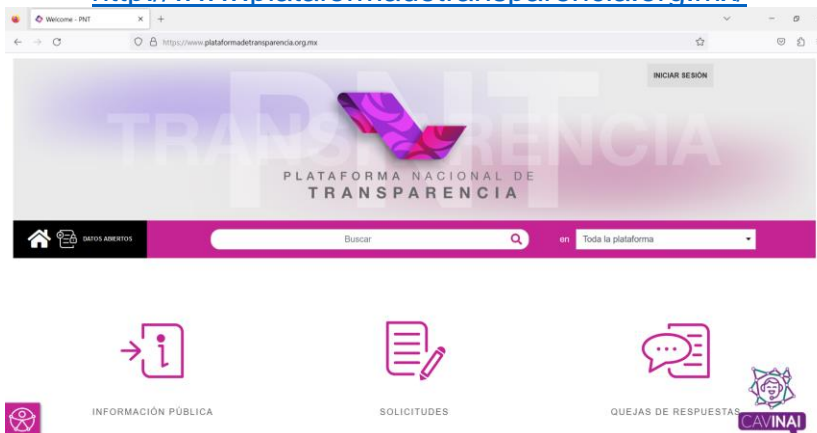 http://www.plataformadetransparencia.org.mx/
Welcome - PNT
https://www.plataformadetransparencia.org.mx
INICIAR SESIÓN
PNT
TRANSPARENCIA
PLATAFORMA NACIONAL DE
TRANSPARENCIA
DATOS ABIERTOS
Buscar
en
Toda la plataforma
INFORMACIÓN PÚBLICA
SOLICITUDES
QUEJAS DE RESPUESTAS
CAVINAI